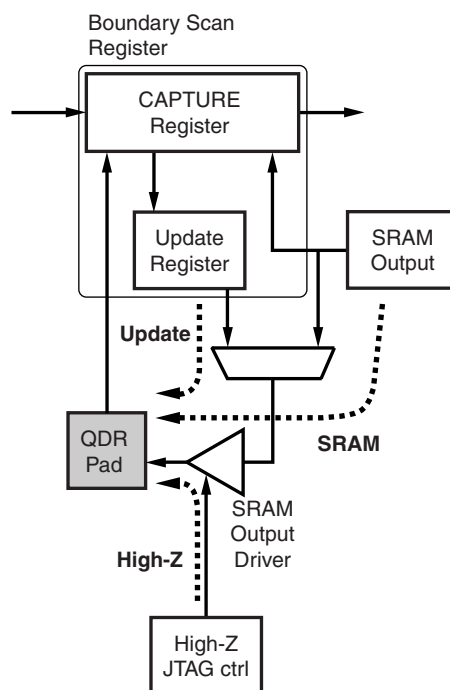 Boundary Scan
Register
CAPTURE
Register
Update
Register
SRAM
Output
Update
SRAM
QDR
Pad
SRAM
Output
Driver
High-Z
High-Z
JTAG ctrl